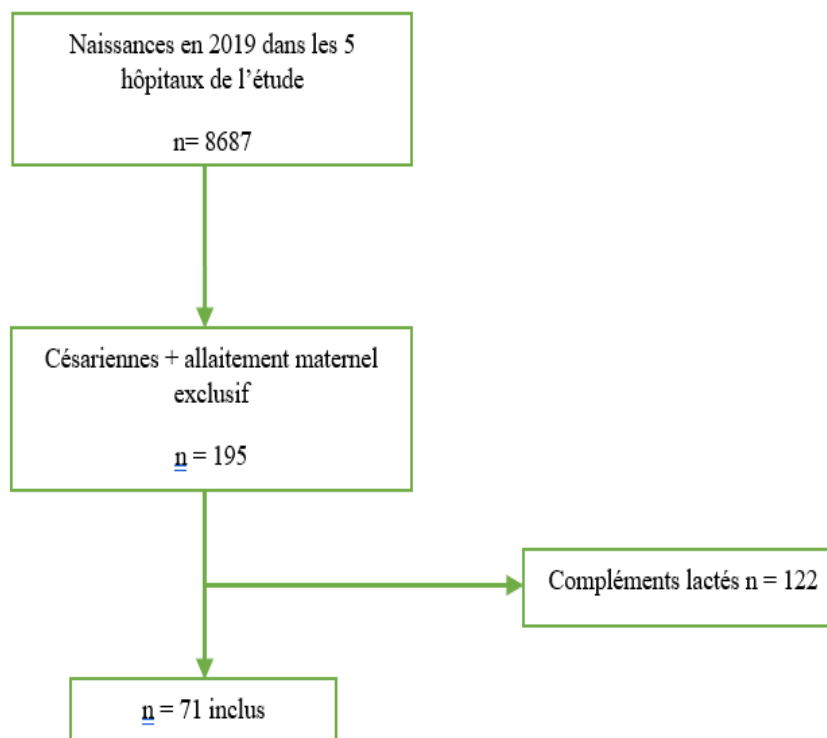 Naissances en 2019 dans les 5
hôpitaux de l’étude
n= 8687
Césariennes + allaitement maternel
exclusif
n = 195
Compléments lactés n = 122
n = 71 inclus